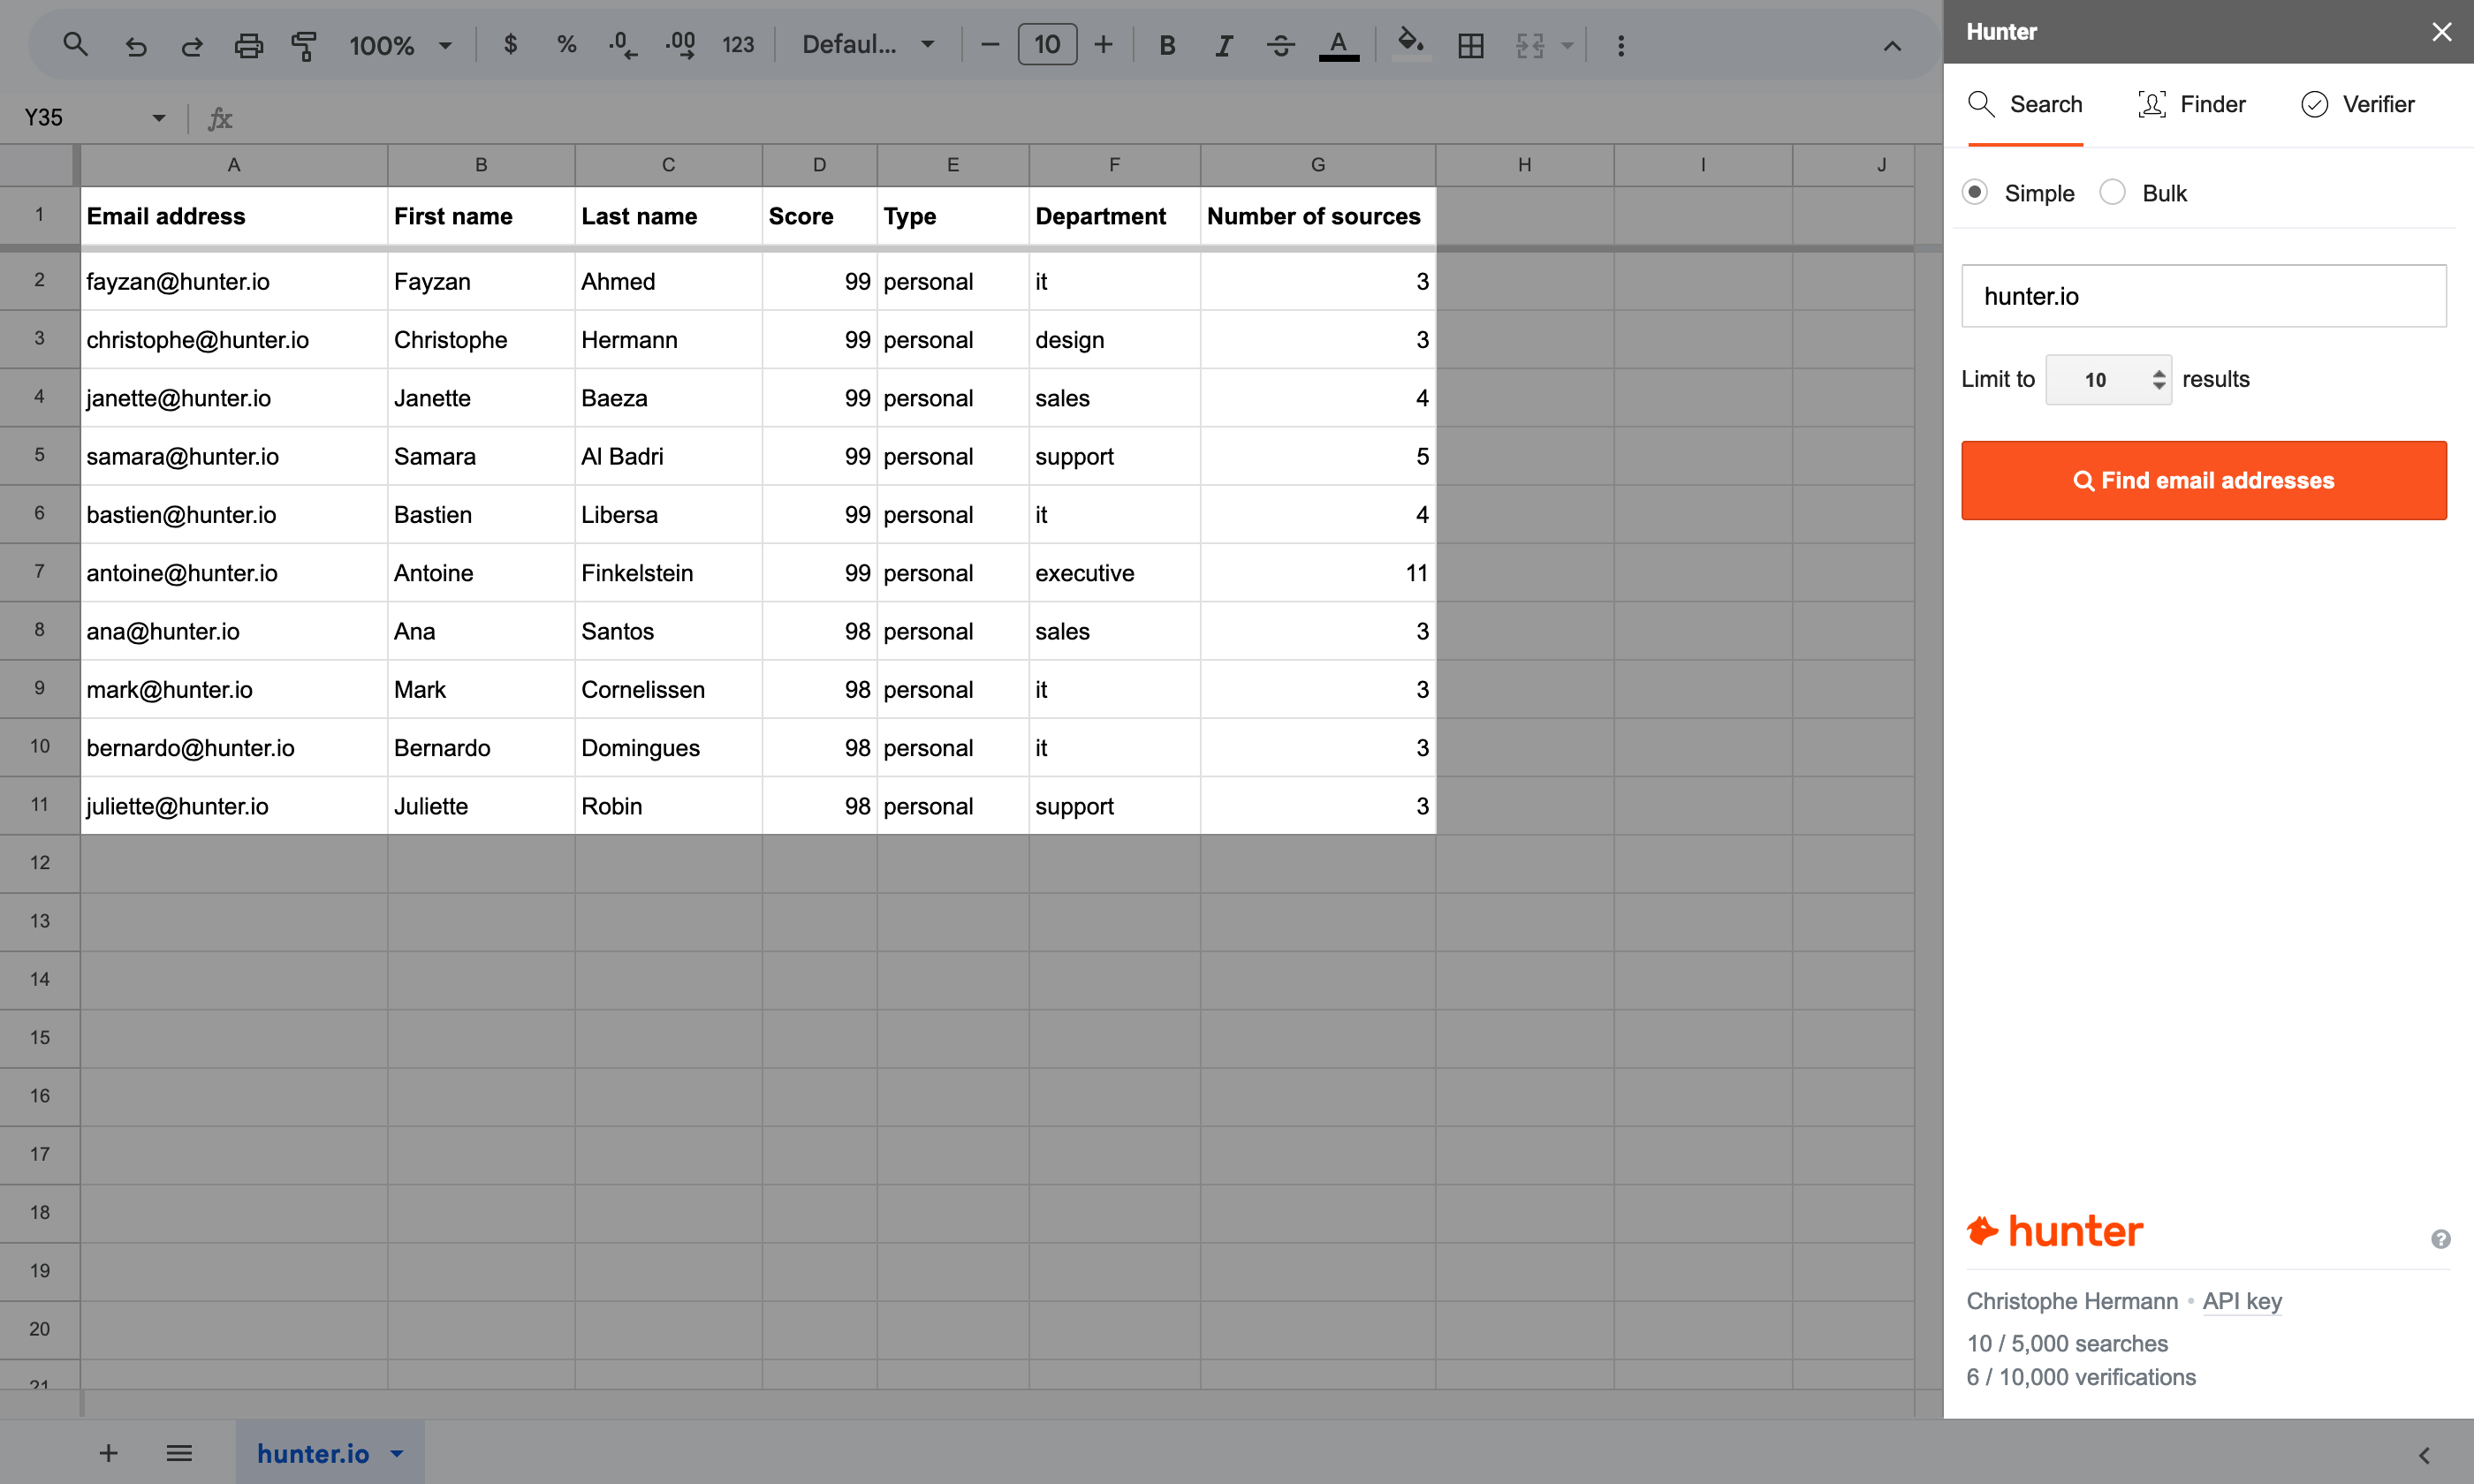 100% $ % .0 .00 123 Defaul... 10 B I S A
Y35 fx
A B C D E F G H I J
1 Email address First name Last name Score Type Department Number of sources
2 fayzan@hunter.io Fayzan Ahmed 99 personal it 3
3 christophe@hunter.io Christophe Hermann 99 personal design 3
4 janette@hunter.io Janette Baeza 99 personal sales 4
5 samara@hunter.io Samara Al Badri 99 personal support 5
6 bastien@hunter.io Bastien Libersa 99 personal it 4
7 antoine@hunter.io Antoine Finkelstein 99 personal executive 11
8 ana@hunter.io Ana Santos 98 personal sales 3
9 mark@hunter.io Mark Cornelissen 98 personal it 3
10 bernardo@hunter.io Bernardo Domingues 98 personal it 3
11 juliette@hunter.io Juliette Robin 98 personal support 3
12
13
14
15
16
17
18
19
20
21
hunter.io
Hunter
Search Finder Verifier
Simple Bulk
hunter.io
Limit to 10 results
Find email addresses
hunter
Christophe Hermann • API key
10 / 5,000 searches
6 / 10,000 verifications